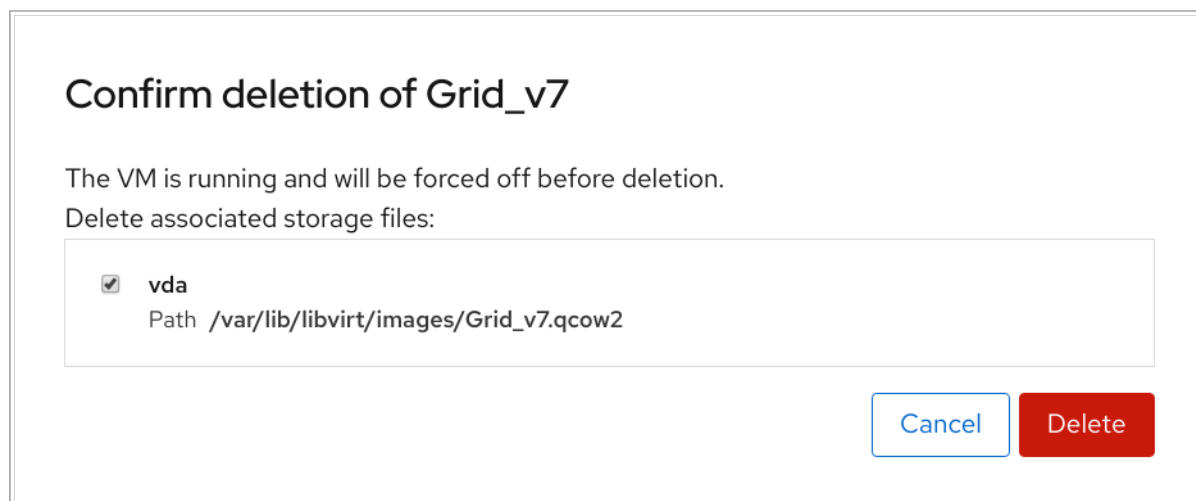 Confirm deletion of Grid_v7
The VM is running and will be forced off before deletion.
Delete associated storage files:
vda
Path /var/lib/libvirt/images/Grid_v7.qcow2
Cancel Delete